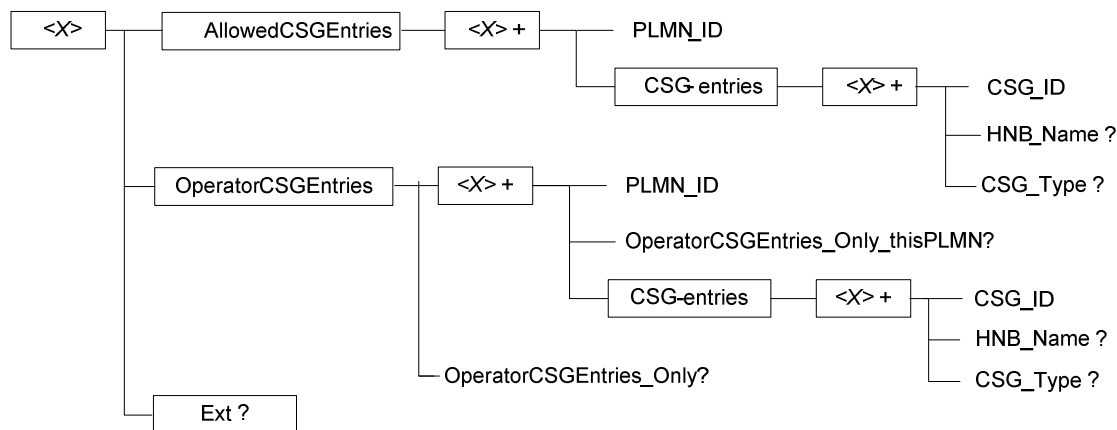 <X>
AllowedCSGEntries
<X> +
PLMN_ID
CSG- entries
<X> +
CSG_ID
HNB_Name ?
CSG_Type ?
OperatorCSGEntries
<X> +
PLMN_ID
OperatorCSGEntries_Only_thisPLMN?
CSG-entries
<X> +
CSG_ID
HNB_Name ?
CSG_Type ?
OperatorCSGEntries_Only?
Ext ?